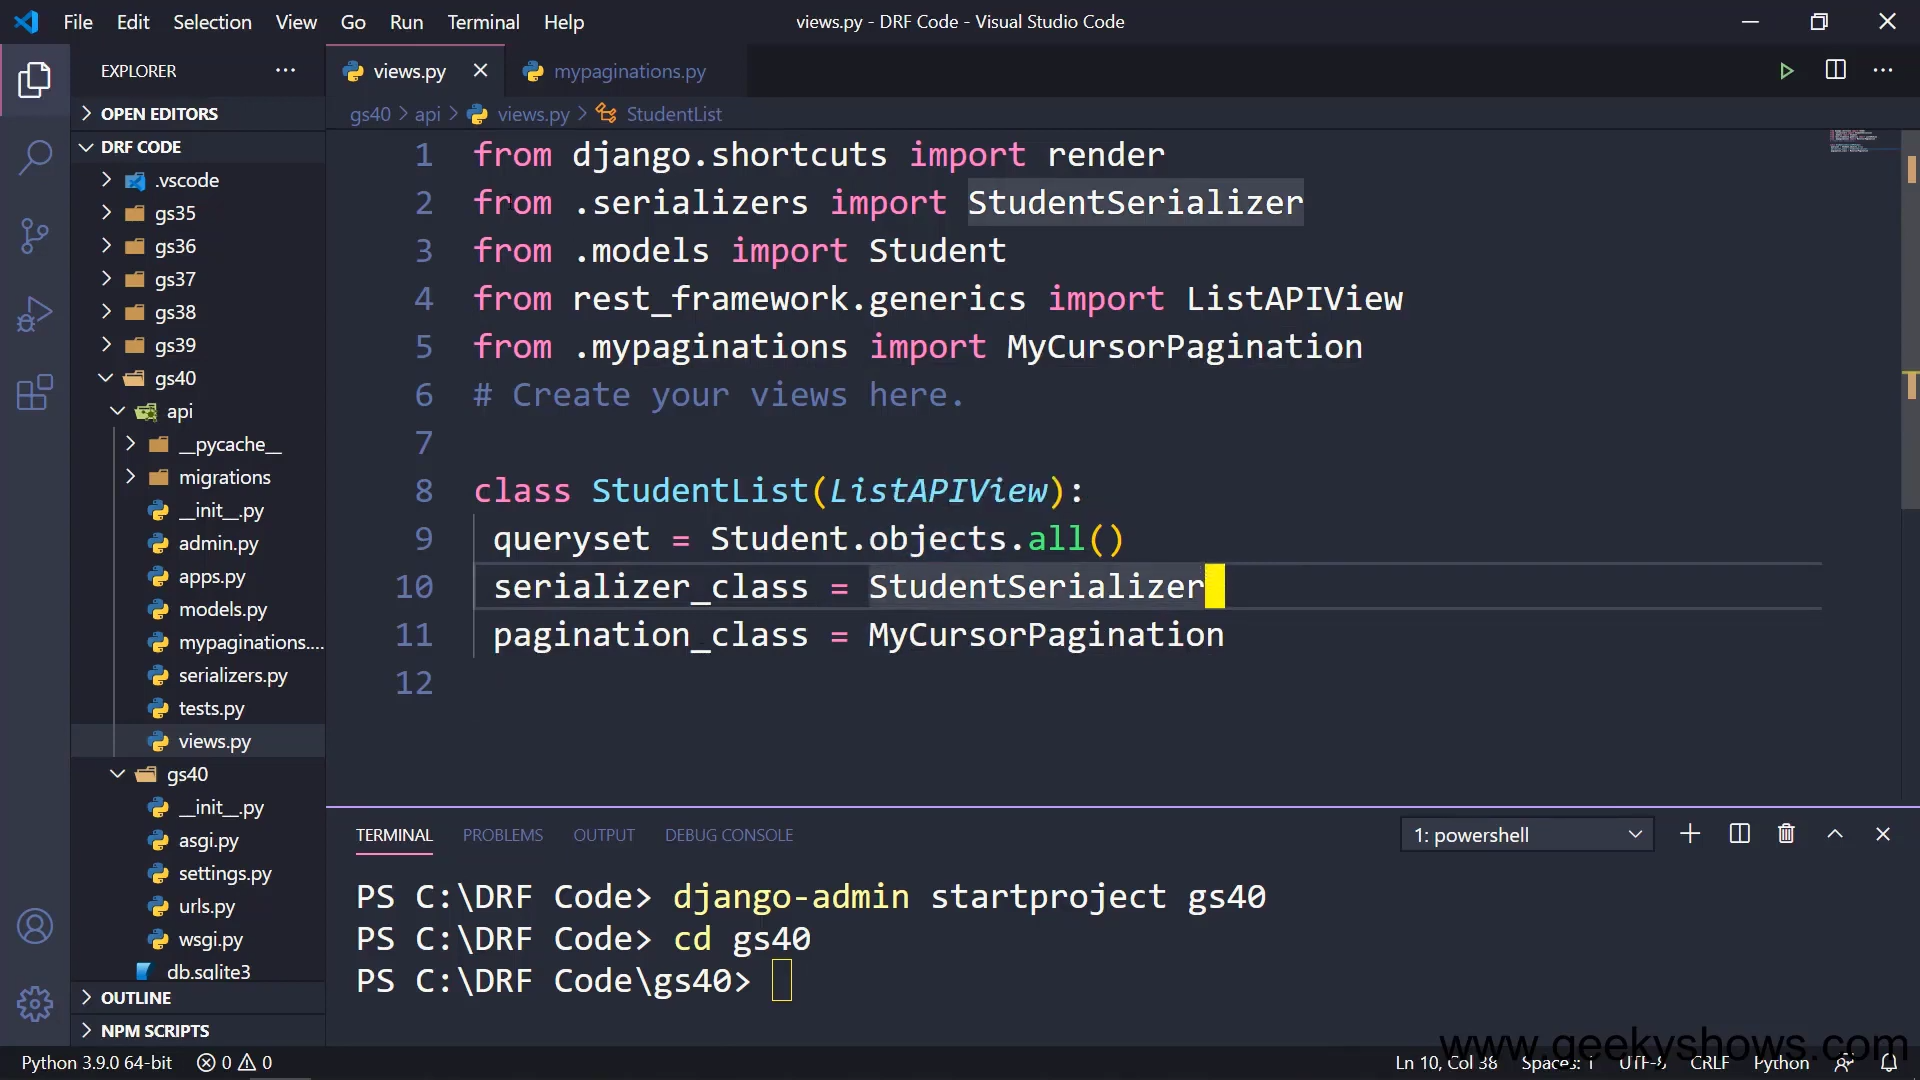 File Edit Selection View Go Run Terminal Help
views.py - DRF Code - Visual Studio Code
EXPLORER
OPEN EDITORS
DRF CODE
.vscode
gs35
gs36
gs37
gs38
gs39
gs40
api
__pycache__
migrations
__init__.py
admin.py
apps.py
models.py
mypaginations....
serializers.py
tests.py
views.py
gs40
__init__.py
asgi.py
settings.py
urls.py
wsgi.py
db.sqlite3
OUTLINE
NPM SCRIPTS
views.py
mypaginations.py
gs40 > api > views.py > StudentList
1 from django.shortcuts import render
2 from .serializers import StudentSerializer
3 from .models import Student
4 from rest_framework.generics import ListAPIView
5 from .mypaginations import MyCursorPagination
6 # Create your views here.
7
8 class StudentList(ListAPIView):
9 queryset = Student.objects.all()
10 serializer_class = StudentSerializer
11 pagination_class = MyCursorPagination
12
TERMINAL PROBLEMS OUTPUT DEBUG CONSOLE
1: powershell
PS C:\DRF Code> django-admin startproject gs40
PS C:\DRF Code> cd gs40
PS C:\DRF Code\gs40>
www.geekyshows.com
Python 3.9.0 64-bit 0 0
Ln 10, Col 38 Spaces: 1 UTF-8 CRLF Python